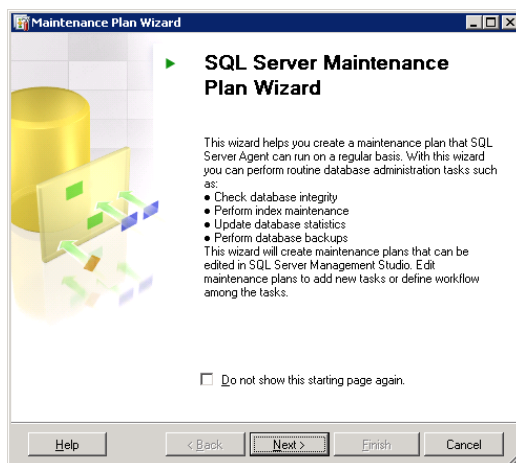 Maintenance Plan Wizard
SQL Server Maintenance
Plan Wizard
This wizard helps you create a maintenance plan that SQL
Server Agent can run on a regular basis. With this wizard
you can perform routine database administration tasks such
as:
● Check database integrity
● Perform index maintenance
● Update database statistics
● Perform database backups
This wizard will create maintenance plans that can be
edited in SQL Server Management Studio. Edit
maintenance plans to add new tasks or define workflow
among the tasks.
Do not show this starting page again.
Help
< Back
Next >
Finish
Cancel